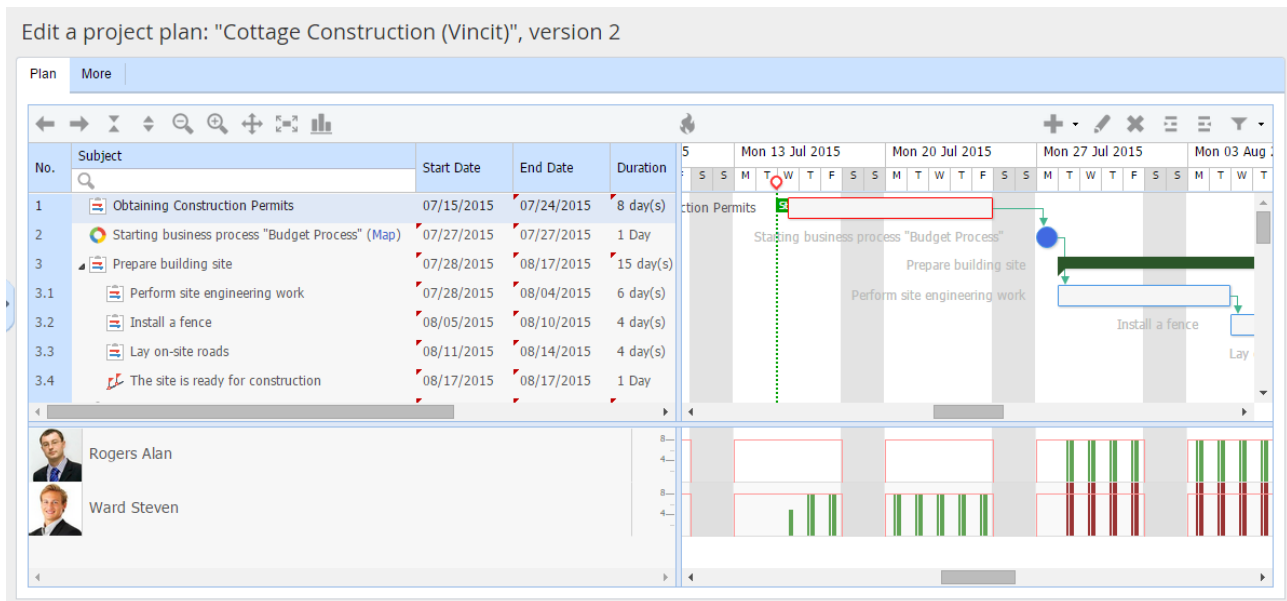 Edit a project plan: "Cottage Construction (Vincit)", version 2
Plan More
No. Subject Start Date End Date Duration
5 Mon 13 Jul 2015 Mon 20 Jul 2015 Mon 27 Jul 2015 Mon 03 Aug
S S M T W T F S S M T W T F S S M T W T F S S M T W T
1 Obtaining Construction Permits 07/15/2015 07/24/2015 8 day(s)
ction Permits
2 Starting business process "Budget Process" (Map) 07/27/2015 07/27/2015 1 Day
Starting business process "Budget Process"
3 Prepare building site 07/28/2015 08/17/2015 15 day(s)
Prepare building site
3.1 Perform site engineering work 07/28/2015 08/04/2015 6 day(s)
Perform site engineering work
3.2 Install a fence 08/05/2015 08/10/2015 4 day(s)
Install a fence
3.3 Lay on-site roads 08/11/2015 08/14/2015 4 day(s)
Lay
3.4 The site is ready for construction 08/17/2015 08/17/2015 1 Day
Rogers Alan
8
4
Ward Steven
8
4